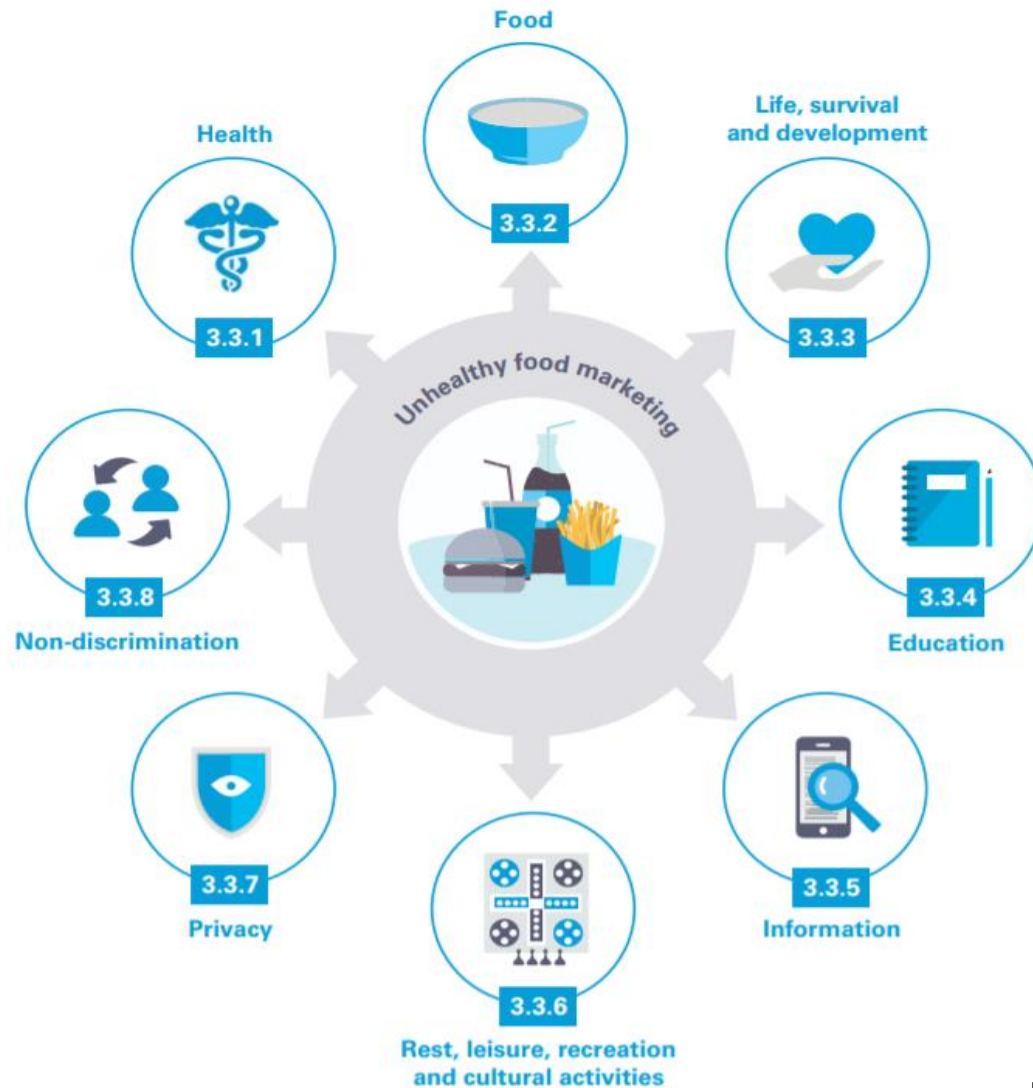 Food
3.3.2
Life, survival
and development
3.3.3
Health
3.3.1
Unhealthy food marketing
3.3.8
Non-discrimination
3.3.4
Education
3.3.7
Privacy
3.3.5
Information
3.3.6
Rest, leisure, recreation
and cultural activities